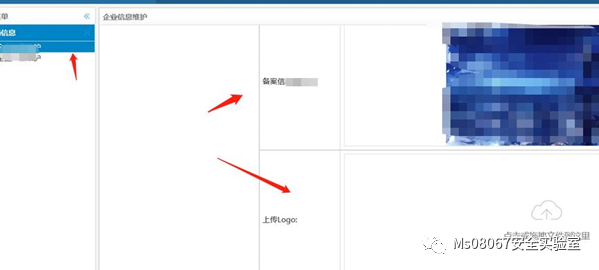 单
企业信息维护
信息
备案信
上传Logo:
点击或拖拽文件到这里
Ms08067安全实验室